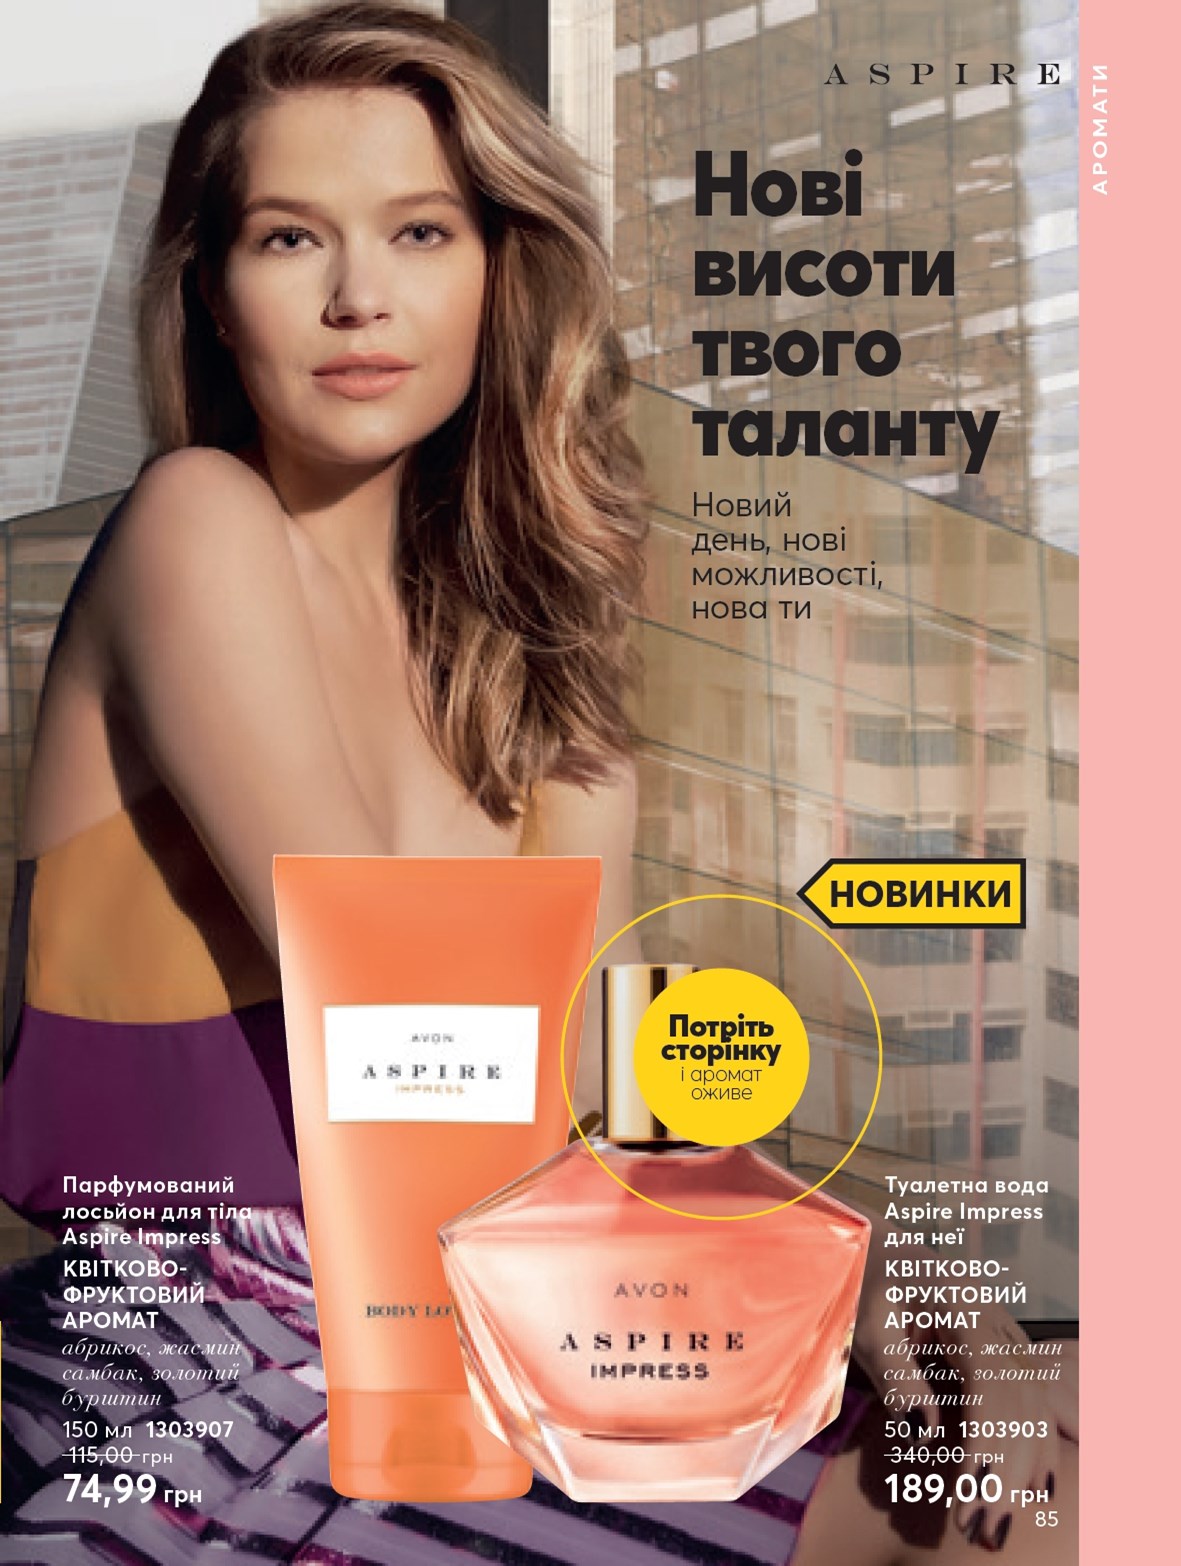 ASPIRE
АРОМАТИ
Нові
висоти
твого
таланту
Новий
день, нові
можливості,
нова ти
НОВИНКИ
Потріть
сторінку
і аромат
оживе
AVON
ASPIRE
IMPRESS
BODY LO
AVON
ASPIRE
IMPRESS
Парфумований
лосьйон для тіла
Aspire Impress
КВІТКОВО-
ФРУКТОВИЙ
АРОМАТ
абрикос, жасмин
самбак, золотий
бурштин
150 мл 1303907
115,00 грн
74,99 грн
Туалетна вода
Aspire Impress
для неї
КВІТКОВО-
ФРУКТОВИЙ
АРОМАТ
абрикос, жасмин
самбак, золотий
бурштин
50 мл 1303903
340,00 грн
189,00 грн
85